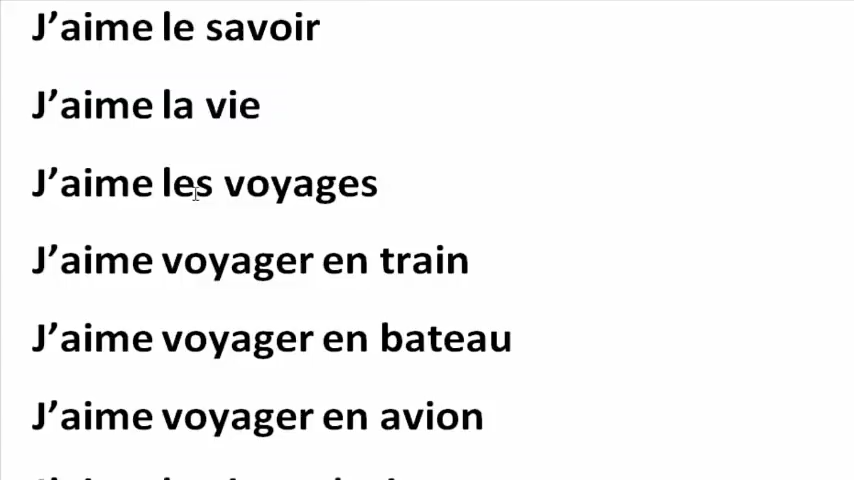 J’aime le savoir
J’aime la vie
J’aime les voyages
J’aime voyager en train
J’aime voyager en bateau
J’aime voyager en avion